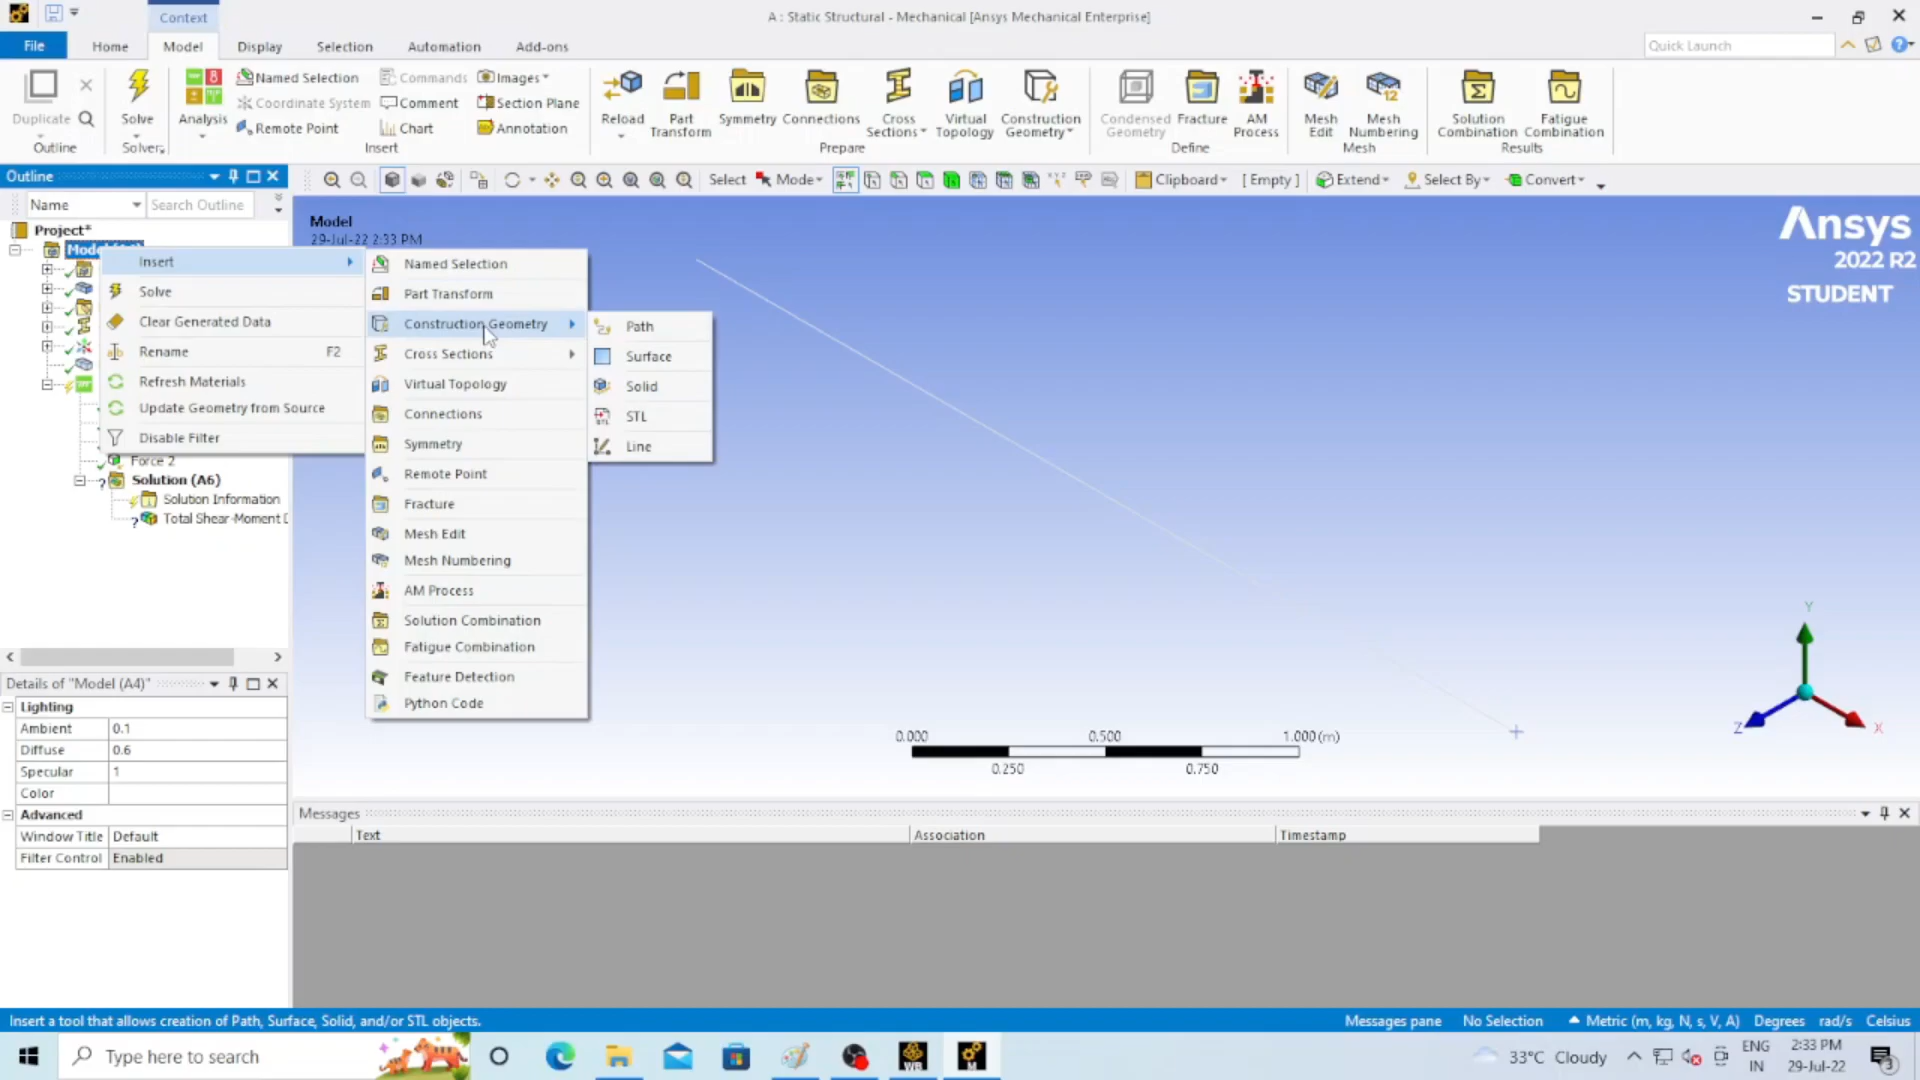 Context
A : Static Structural - Mechanical [Ansys Mechanical Enterprise]
File Home Model Display Selection Automation Add-ons
Quick Launch
Duplicate
Outline
Solve
Solver
Analysis
Named Selection
Coordinate System
Remote Point
Commands
Comment
Chart
Images
Section Plane
Annotation
Insert
Reload
Part Transform
Symmetry
Connections
Cross Sections
Virtual Topology
Construction Geometry
Prepare
Condensed Geometry
Fracture
AM Process
Define
Mesh Edit
Mesh Numbering
Mesh
Solution Combination
Fatigue Combination
Results
Outline
Select Mode Clipboard [ Empty ] Extend Select By Convert
Name Search Outline
Project*
Model
Insert
Solve
Clear Generated Data
Rename F2
Refresh Materials
Update Geometry from Source
Disable Filter
Force 2
Solution (A6)
Solution Information
Total Shear-Moment D
Named Selection
Part Transform
Construction Geometry
Cross Sections
Virtual Topology
Connections
Symmetry
Remote Point
Fracture
Mesh Edit
Mesh Numbering
AM Process
Solution Combination
Fatigue Combination
Feature Detection
Python Code
Path
Surface
Solid
STL
Line
Model
29-Jul-22 2:33 PM
Ansys
2022 R2
STUDENT
Y
Z
X
0.000 0.500 1.000 (m)
0.250 0.750
Details of "Model (A4)"
Lighting
Ambient 0.1
Diffuse 0.6
Specular 1
Color
Advanced
Window Title Default
Filter Control Enabled
Messages
Text Association Timestamp
Insert a tool that allows creation of Path, Surface, Solid, and/or STL objects.
Messages pane No Selection Metric (m, kg, N, s, V, A) Degrees rad/s Celsius
Type here to search
WB
M
33°C Cloudy
ENG
IN
2:33 PM
29-Jul-22
3